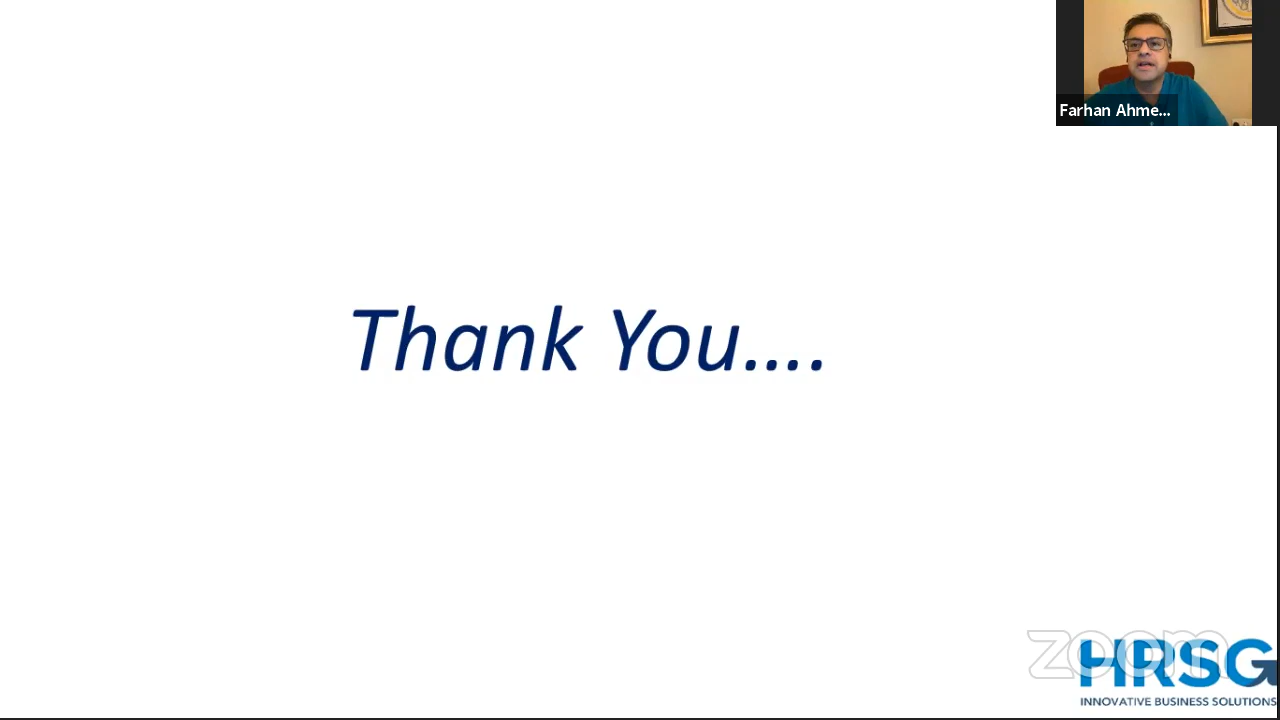 Farhan Ahme...
Thank You....
zoom
HRSG
INNOVATIVE BUSINESS SOLUTIONS